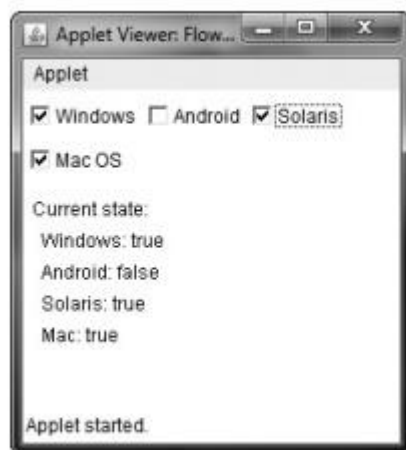 Applet Viewer: Flow...
Applet
Windows Android Solaris
Mac OS
Current state:
Windows: true
Android: false
Solaris: true
Mac: true
Applet started.